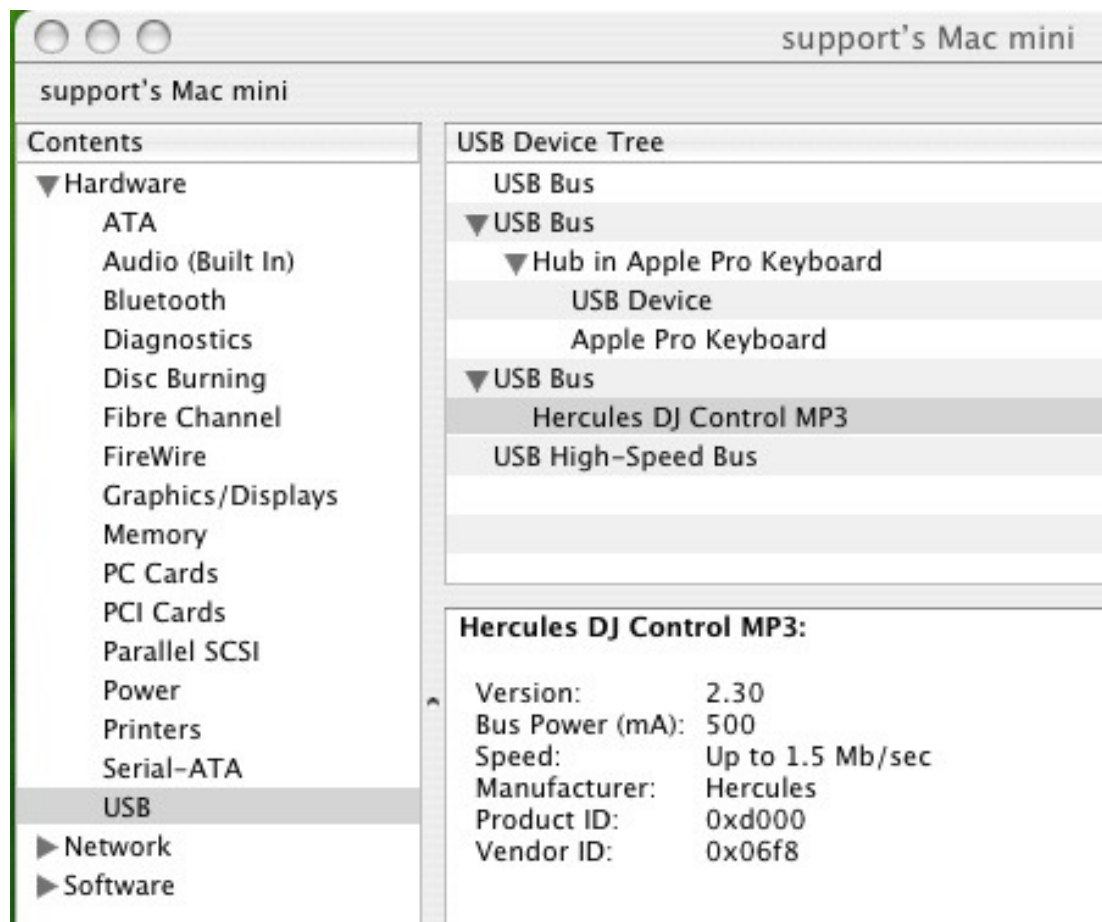 support's Mac mini
support's Mac mini
Contents
Hardware
ATA
Audio (Built In)
Bluetooth
Diagnostics
Disc Burning
Fibre Channel
FireWire
Graphics/Displays
Memory
PC Cards
PCI Cards
Parallel SCSI
Power
Printers
Serial-ATA
USB
Network
Software
USB Device Tree
USB Bus
USB Bus
Hub in Apple Pro Keyboard
USB Device
Apple Pro Keyboard
USB Bus
Hercules DJ Control MP3
USB High-Speed Bus
Hercules DJ Control MP3:
Version: 2.30
Bus Power (mA): 500
Speed: Up to 1.5 Mb/sec
Manufacturer: Hercules
Product ID: 0xd000
Vendor ID: 0x06f8